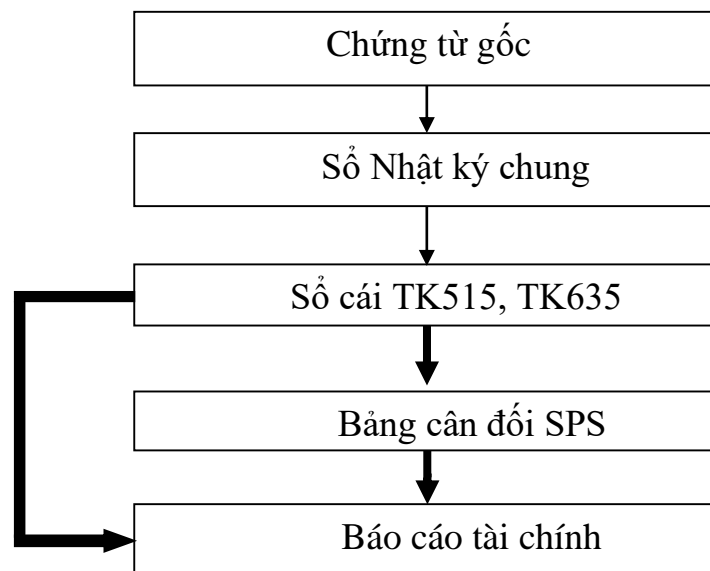 Chứng từ gốc
Sổ Nhật ký chung
Sổ cái TK515, TK635
Bảng cân đối SPS
Báo cáo tài chính